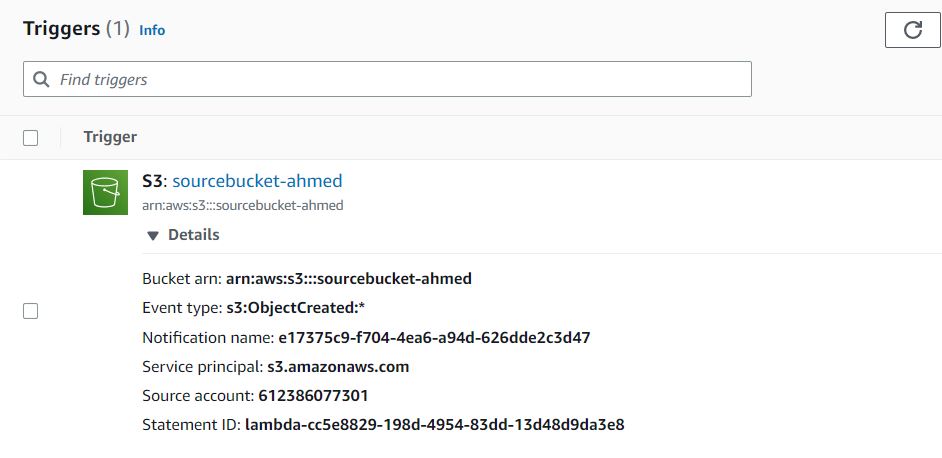 Triggers (1) Info
Find triggers
Trigger
S3: sourcebucket-ahmed
arn:aws:s3:::sourcebucket-ahmed
▼ Details
Bucket arn: arn:aws:s3:::sourcebucket-ahmed
Event type: s3:ObjectCreated:*
Notification name: e17375c9-f704-4ea6-a94d-626dde2c3d47
Service principal: s3.amazonaws.com
Source account: 612386077301
Statement ID: lambda-cc5e8829-198d-4954-83dd-13d48d9da3e8